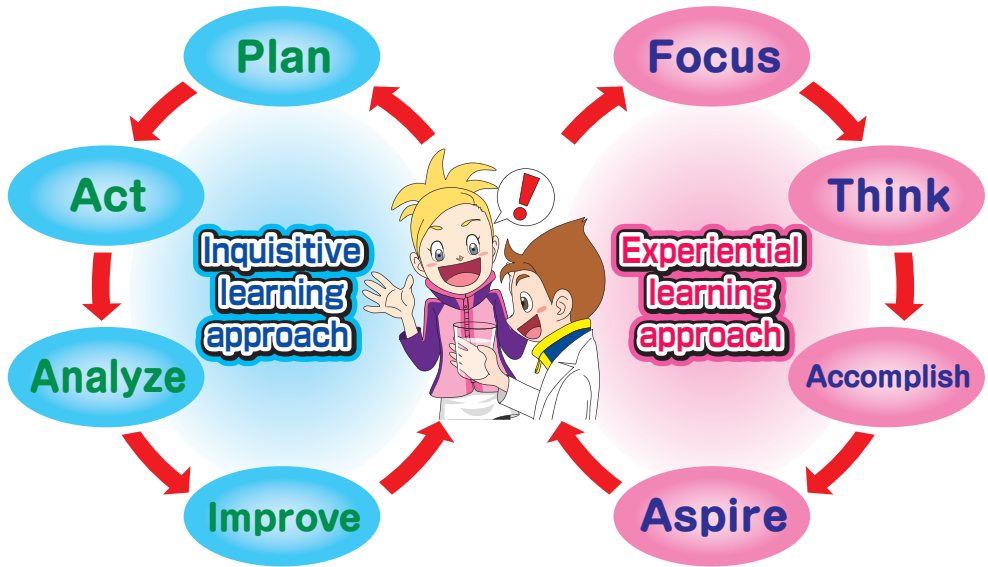 Plan
Act
Analyze
Improve
Inquisitive
learning
approach
!
Focus
Think
Accomplish
Aspire
Experiential
learning
approach